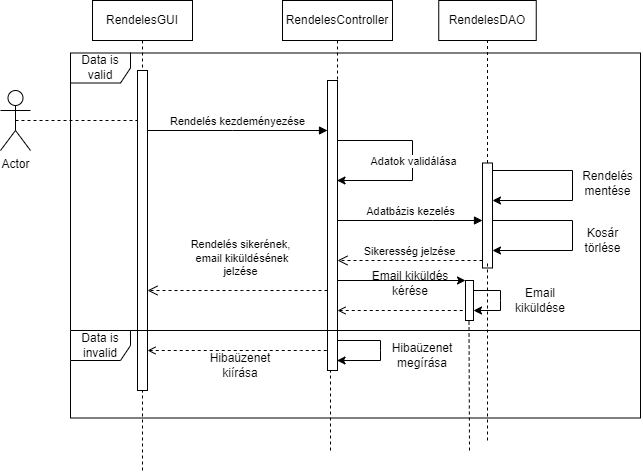 RendelesGUI
RendelesController
RendelesDAO
Data is
valid
Actor
Rendelés kezdeményezése
Adatok validálása
Rendelés
mentése
Adatbázis kezelés
Kosár
törlése
Rendelés sikerének,
email kiküldésének
jelzése
Sikeresség jelzése
Email kiküldés
kérése
Email
kiküldése
Data is
invalid
Hibaüzenet
kiírása
Hibaüzenet
megírása